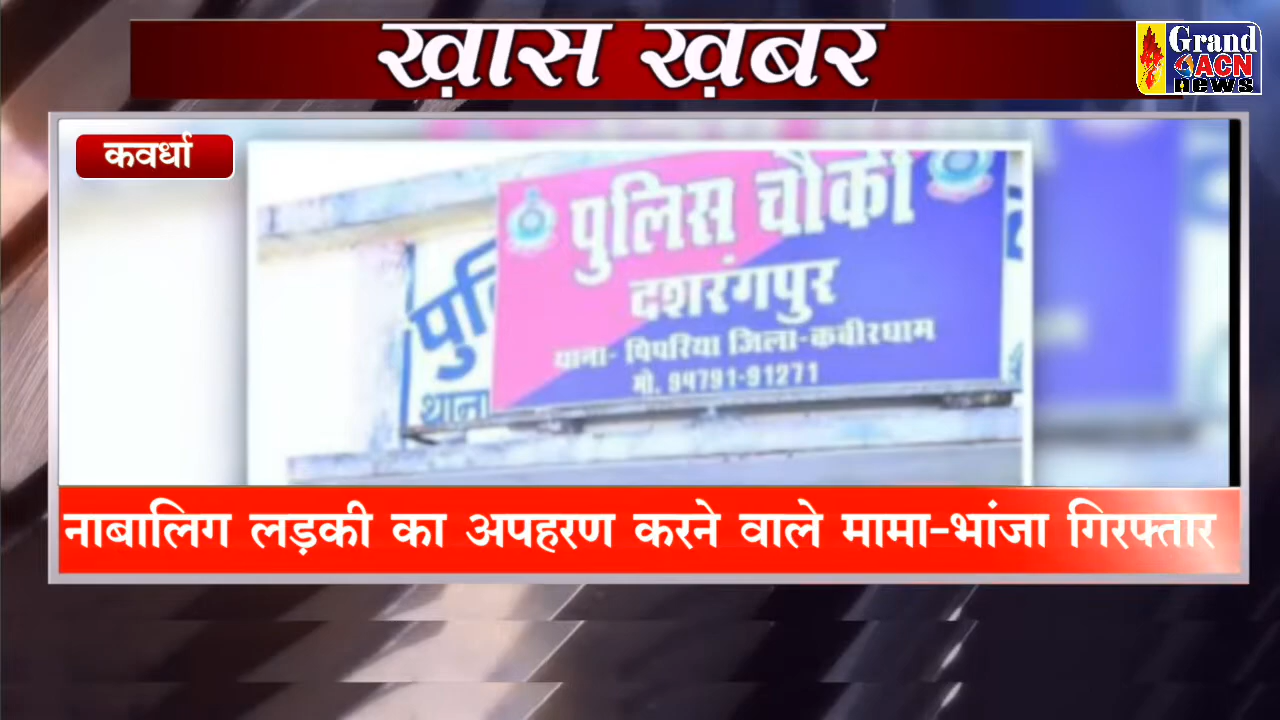 ख़ास ख़बर
Grand
ACN
news
कवर्धा
पुलिस चौकी
दशरंगपुर
थाना- पिपरिया जिला-कबीरधाम
मो. 94791-91271
थाना
नाबालिग लड़की का अपहरण करने वाले मामा-भांजा गिरफ्तार